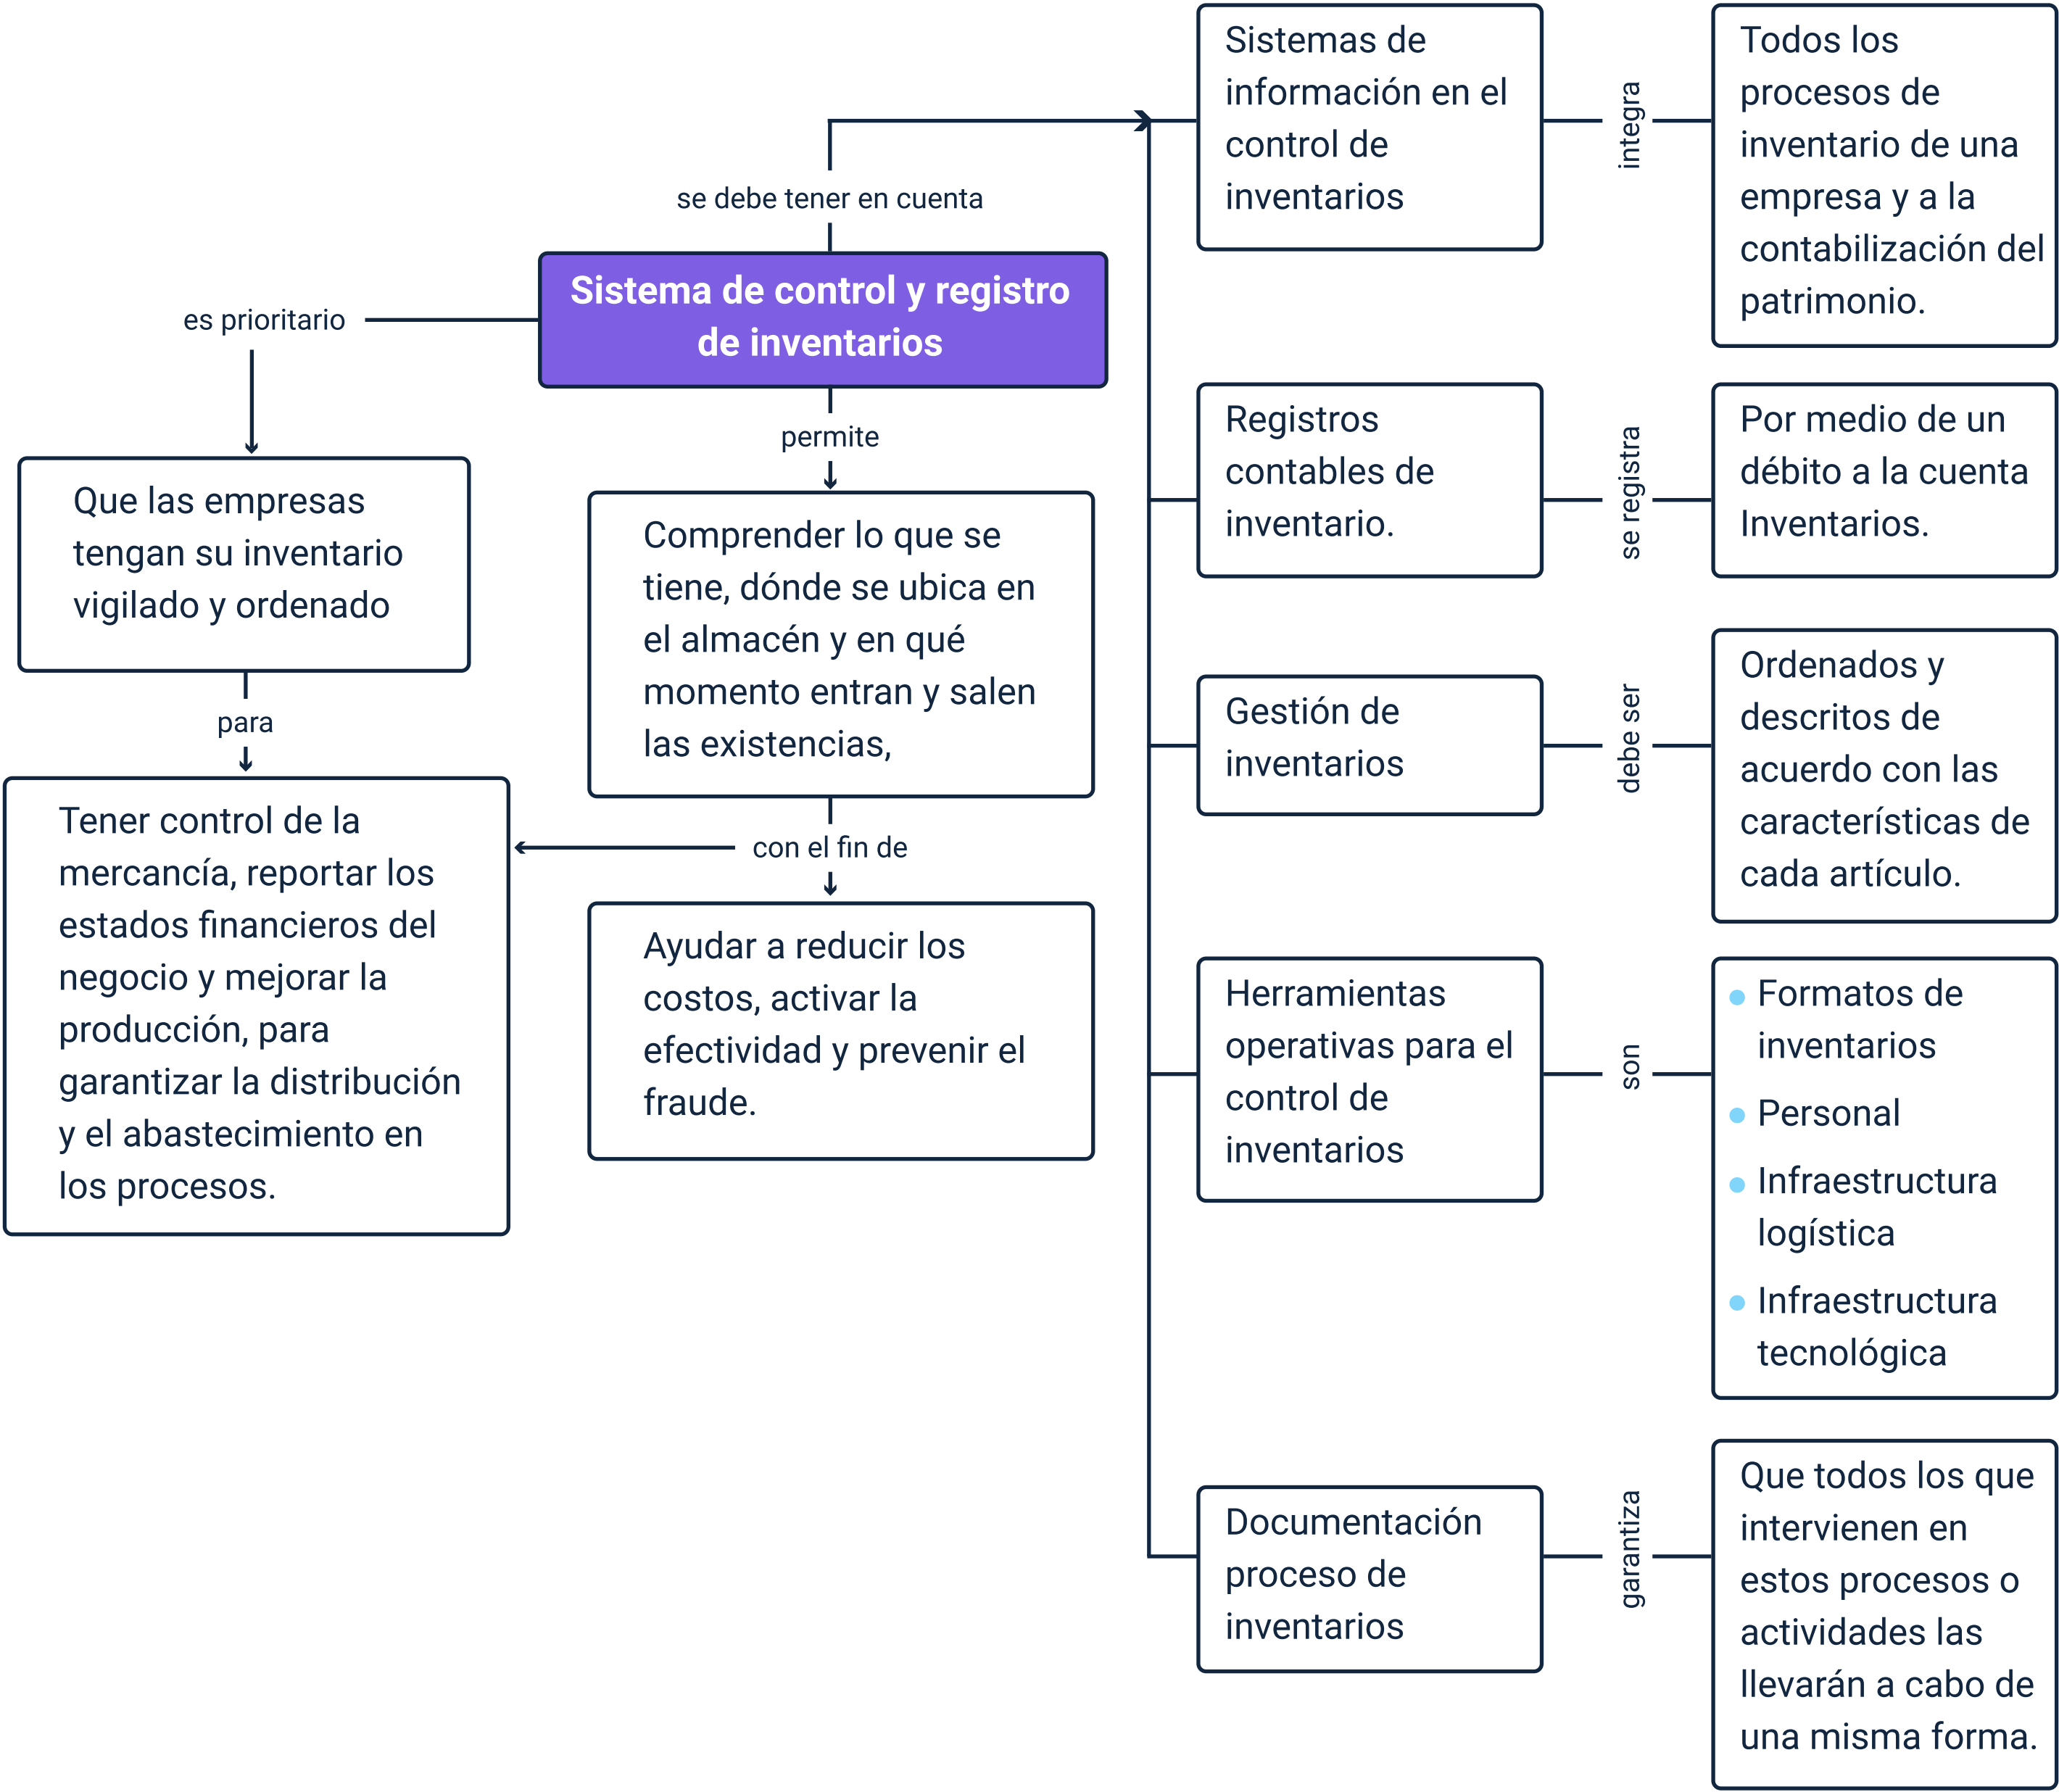 se debe tener en cuenta
Sistema de control y registro
de inventarios
es prioritario
Que las empresas
tengan su inventario
vigilado y ordenado
para
Tener control de la
mercancía, reportar los
estados financieros del
negocio y mejorar la
producción, para
garantizar la distribución
y el abastecimiento en
los procesos.
permite
Comprender lo que se
tiene, dónde se ubica en
el almacén y en qué
momento entran y salen
las existencias,
con el fin de
Ayudar a reducir los
costos, activar la
efectividad y prevenir el
fraude.
Sistemas de
información en el
control de
inventarios
integra
Todos los
procesos de
inventario de una
empresa y a la
contabilización del
patrimonio.
Registros
contables de
inventario.
se registra
Por medio de un
débito a la cuenta
Inventarios.
Gestión de
inventarios
debe ser
Ordenados y
descritos de
acuerdo con las
características de
cada artículo.
Herramientas
operativas para el
control de
inventarios
son
Formatos de
inventarios
Personal
Infraestructura
logística
Infraestructura
tecnológica
Documentación
proceso de
inventarios
garantiza
Que todos los que
intervienen en
estos procesos o
actividades las
llevarán a cabo de
una misma forma.